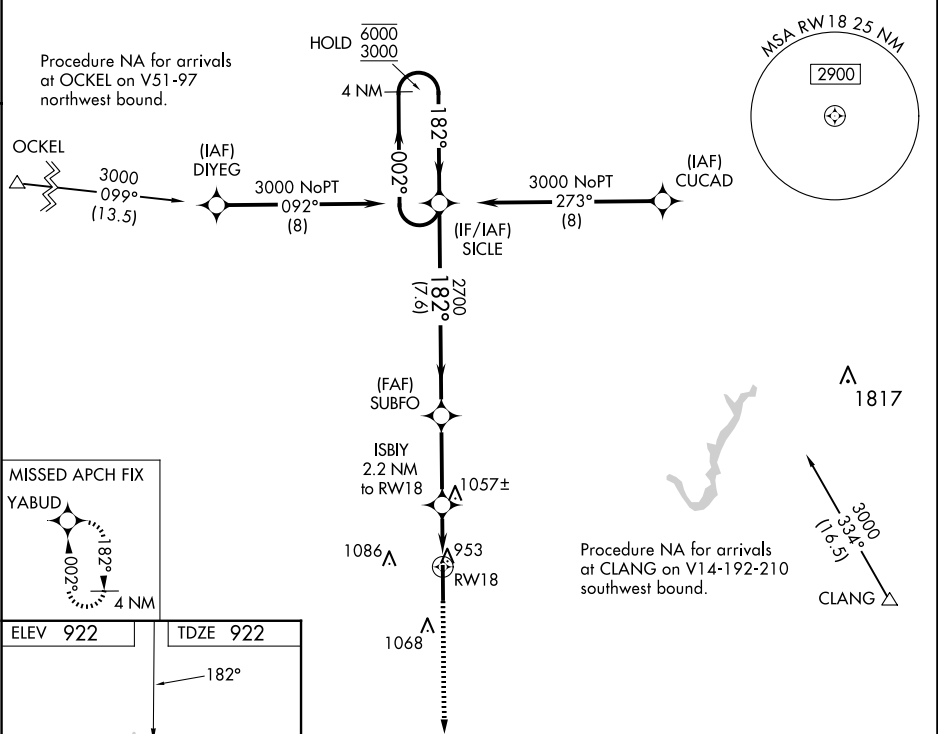 Procedure NA for arrivals
at OCKEL on V51-97
northwest bound.
HOLD 6000
3000
4 NM
182°
002°
MSA RW18 25 NM
2900
OCKEL
3000
099°
(13.5)
(IAF)
DIYEG
3000 NoPT
092°
(8)
3000 NoPT
273°
(8)
(IAF)
CUCAD
(IF/IAF)
SICLE
2700
182°
(7.6)
(FAF)
SUBFO
1817
ISBIY
2.2 NM
to RW18
1057±
MISSED APCH FIX
YABUD
182°
002°
4 NM
1086
953
RW18
1068
3000
334°
(16.5)
Procedure NA for arrivals
at CLANG on V14-192-210
southwest bound.
CLANG
ELEV 922
TDZE 922
182°